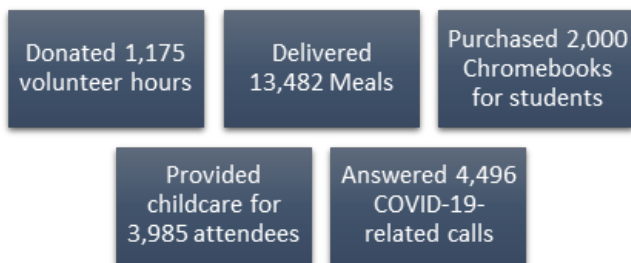 Donated 1,175
volunteer hours
Delivered
13,482 Meals
Purchased 2,000
Chromebooks
for students
Provided
childcare for
3,985 attendees
Answered 4,496
COVID-19-
related calls